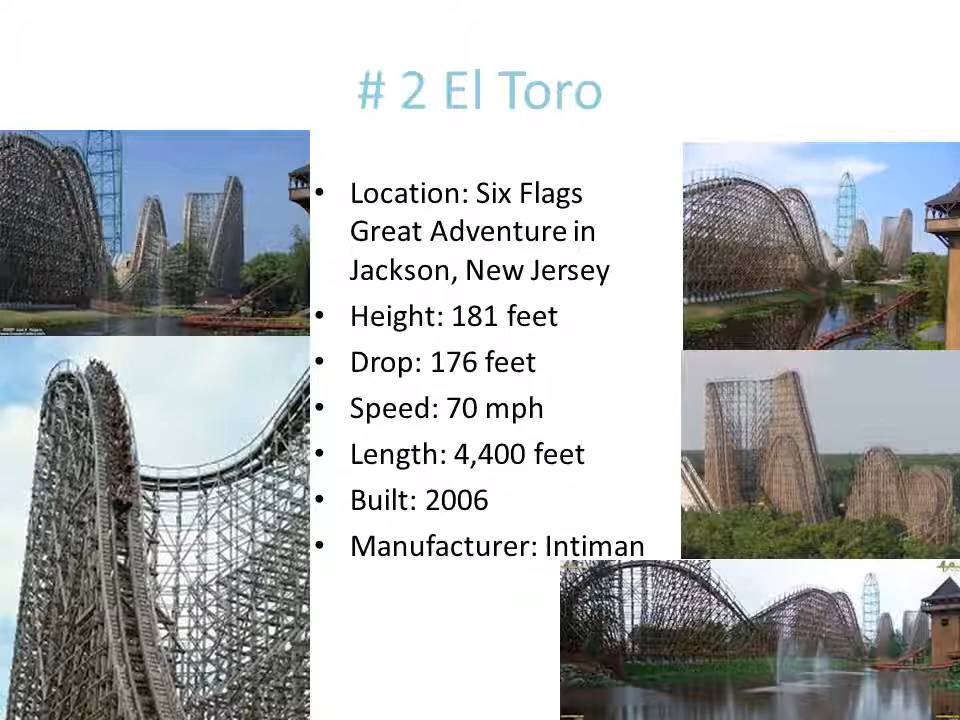 # 2 El Toro
• Location: Six Flags
Great Adventure in
Jackson, New Jersey
• Height: 181 feet
• Drop: 176 feet
• Speed: 70 mph
• Length: 4,400 feet
• Built: 2006
• Manufacturer: Intiman